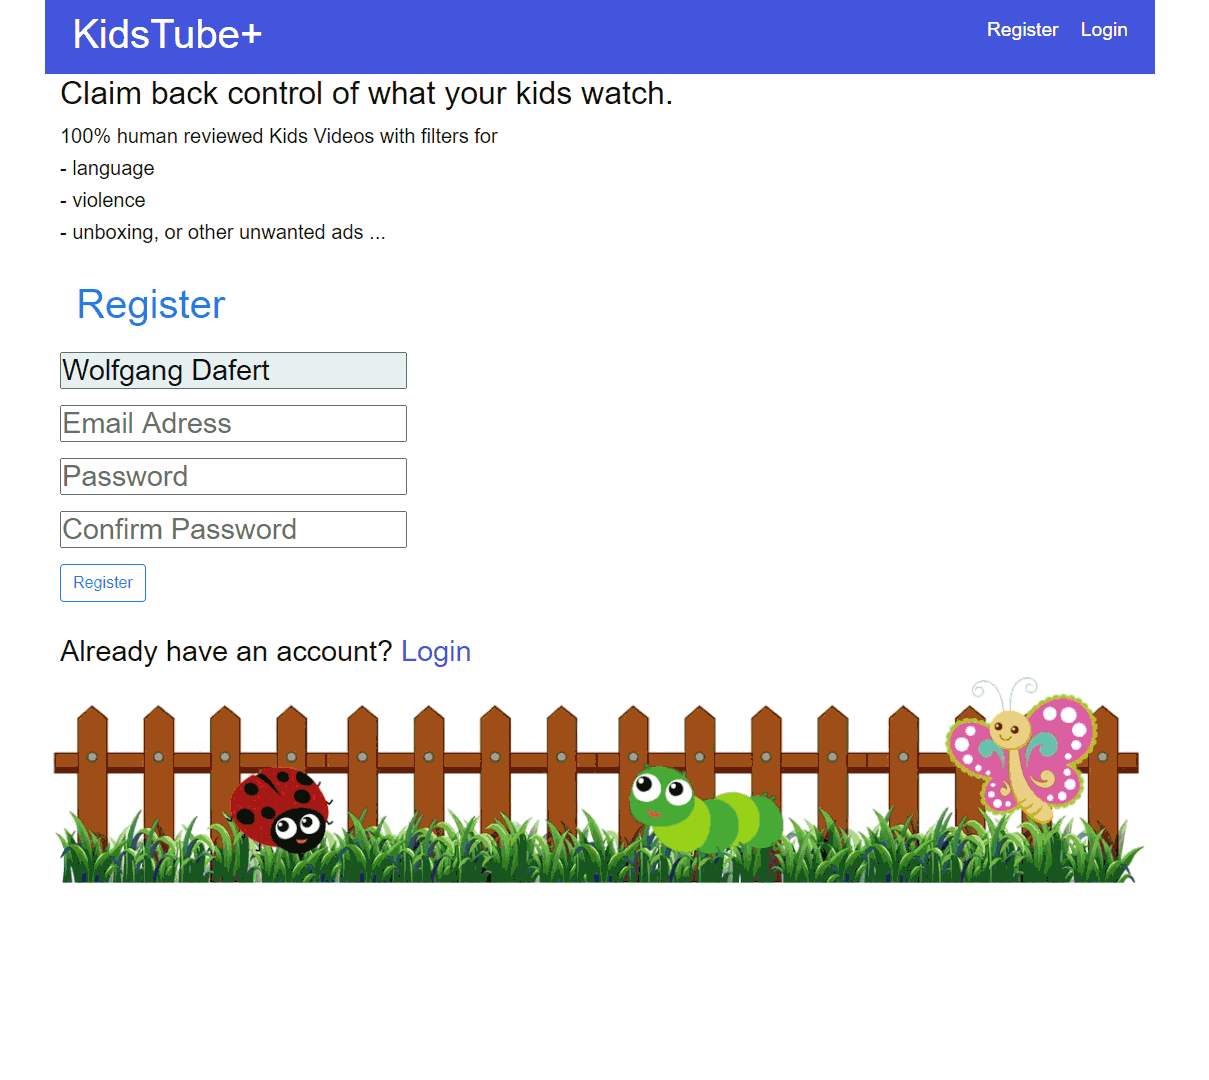 KidsTube+
Register Login
Claim back control of what your kids watch.
100% human reviewed Kids Videos with filters for
- language
- violence
- unboxing, or other unwanted ads ...
Register
Wolfgang Dafert
Email Adress
Password
Confirm Password
Register
Already have an account? Login